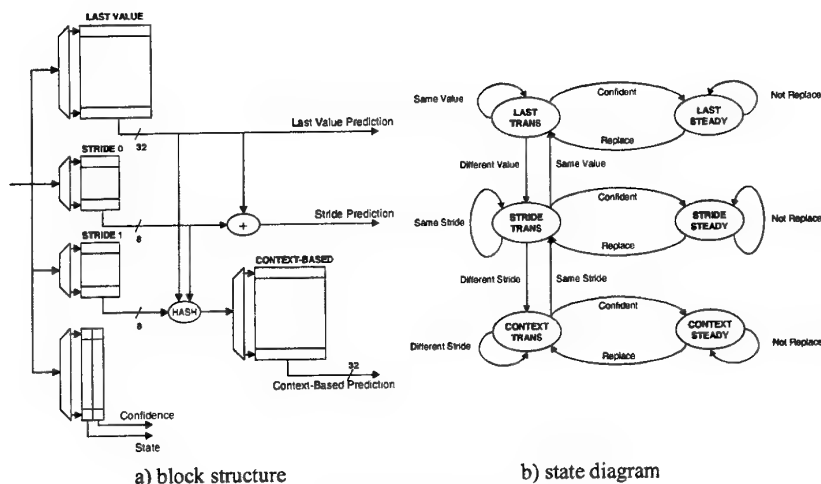 LAST VALUE
32
Last Value Prediction
STRIDE 0
8
+
Stride Prediction
STRIDE 1
8
HASH
CONTEXT-BASED
32
Context-Based Prediction
Confidence
State
a) block structure
Same Value
LAST
TRANS
Confident
Replace
LAST
STEADY
Not Replace
Different Value
Same Value
Same Stride
STRIDE
TRANS
Confident
Replace
STRIDE
STEADY
Not Replace
Different Stride
Same Stride
Different Stride
CONTEXT
TRANS
Confident
Replace
CONTEXT
STEADY
Not Replace
b) state diagram